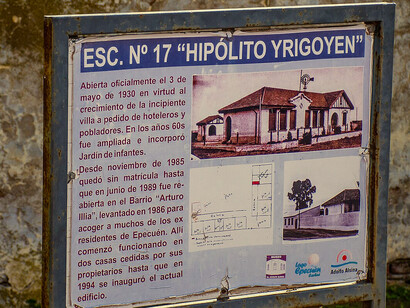 ESC. Nº 17 “HIPÓLITO YRIGOYEN”
Abierta oficialmente el 3 de
mayo de 1930 en virtud al
crecimiento de la incipiente
villa a pedido de hoteleros y
pobladores. En los años 60s
fue ampliada e incorporó
Jardín de infantes.
Desde noviembre de 1985
quedó sin matrícula hasta
que en junio de 1989 fue re-
abierta en el Barrio “Arturo
Illia”, levantado en 1986 para
acoger a muchos de los ex
residentes de Epecuén. Allí
comenzo funcionando en
dos casas cedidas por sus
propietarios hasta que en
1994 se inauguró el actual
edificio.
Lago
Epecuén
Adolfo Alsina